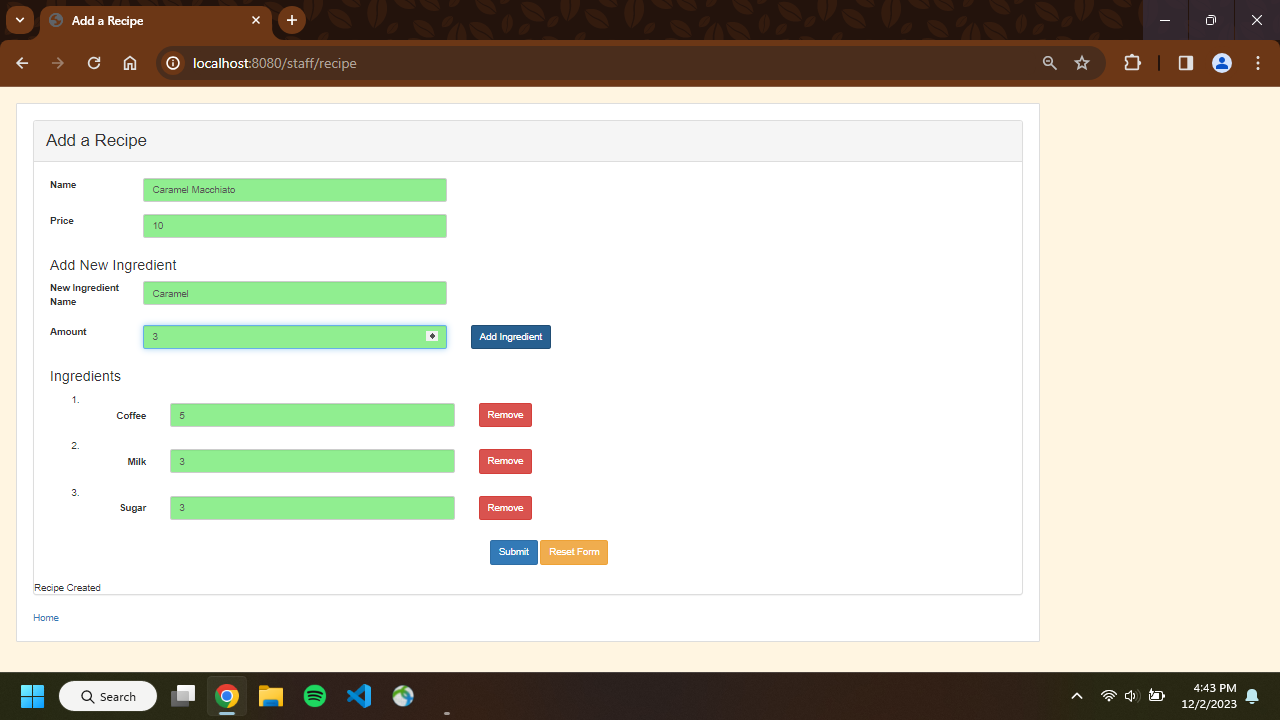 Add a Recipe
localhost:8080/staff/recipe
Add a Recipe
Name
Caramel Macchiato
Price
10
Add New Ingredient
New Ingredient
Name
Caramel
Amount
3
Add Ingredient
Ingredients
1.
Coffee
5
Remove
2.
Milk
3
Remove
3.
Sugar
3
Remove
Submit
Reset Form
Recipe Created
Home
Search
4:43 PM
12/2/2023